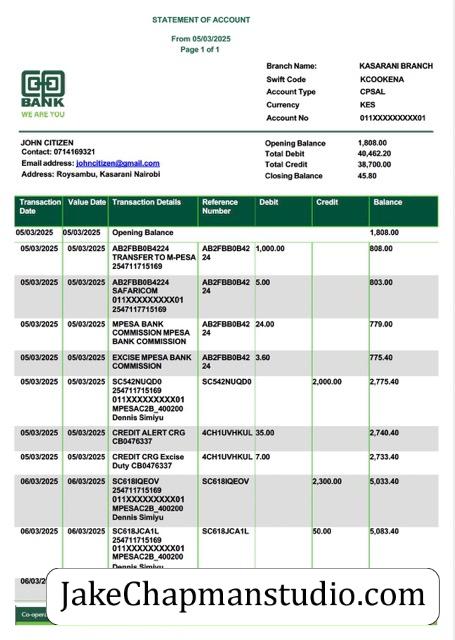 STATEMENT OF ACCOUNT
From 05/03/2025
Page 1 of 1
BANK
WE ARE YOU
Branch Name: KASARANI BRANCH
Swift Code KCOOKENA
Account Type CPSAL
Currency KES
Account No 011XXXXXXXXX01
JOHN CITIZEN
Contact: 0714169321
Email address: johncitizen@gmail.com
Address: Roysambu, Kasarani Nairobi
Opening Balance 1,808.00
Total Debit 40,462.20
Total Credit 38,700.00
Closing Balance 45.80
Transaction Date Value Date Transaction Details Reference Number Debit Credit Balance
05/03/2025 05/03/2025 Opening Balance 1,808.00
05/03/2025 05/03/2025 AB2FBB0B4224 AB2FBB0B42 1,000.00 808.00
TRANSFER TO M-PESA 24
254711715169
05/03/2025 05/03/2025 AB2FBB0B4224 AB2FBB0B42 5.00 803.00
SAFARICOM 24
011XXXXXXXXX01
2547117715169
05/03/2025 05/03/2025 MPESA BANK AB2FBB0B42 24.00 779.00
COMMISSION MPESA 24
BANK COMMISSION
05/03/2025 05/03/2025 EXCISE MPESA BANK AB2FBB0B42 3.60 775.40
COMMISSION 24
05/03/2025 05/03/2025 SC542NUQD0 SC542NUQD0 2,000.00 2,775.40
254711715169
011XXXXXXXXX01
MPESAC2B_400200
Dennis Simiyu
05/03/2025 05/03/2025 CREDIT ALERT CRG 4CH1UVHKUL 35.00 2,740.40
CB0476337
05/03/2025 05/03/2025 CREDIT CRG Excise 4CH1UVHKUL 7.00 2,733.40
Duty CB0476337
06/03/2025 06/03/2025 SC618IQEOV SC618IQEOV 2,300.00 5,033.40
254711715169
011XXXXXXXXX01
MPESAC2B_400200
Dennis Simiyu
06/03/2025 06/03/2025 SC618JCA1L SC618JCA1L 50.00 5,083.40
254711715169
011XXXXXXXXX01
MPESAC2B_400200
Dennis Simiyu
JakeChapmanstudio.com